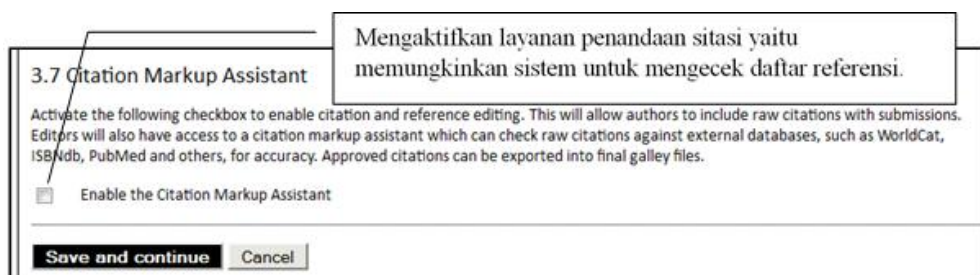 Mengaktifkan layanan penandaan sitasi yaitu
memungkinkan sistem untuk mengecek daftar referensi.
3.7 Citation Markup Assistant
Activate the following checkbox to enable citation and reference editing. This will allow authors to include raw citations with submissions.
Editors will also have access to a citation markup assistant which can check raw citations against external databases, such as WorldCat,
ISBNdb, PubMed and others, for accuracy. Approved citations can be exported into final galley files.
Enable the Citation Markup Assistant
Save and continue Cancel